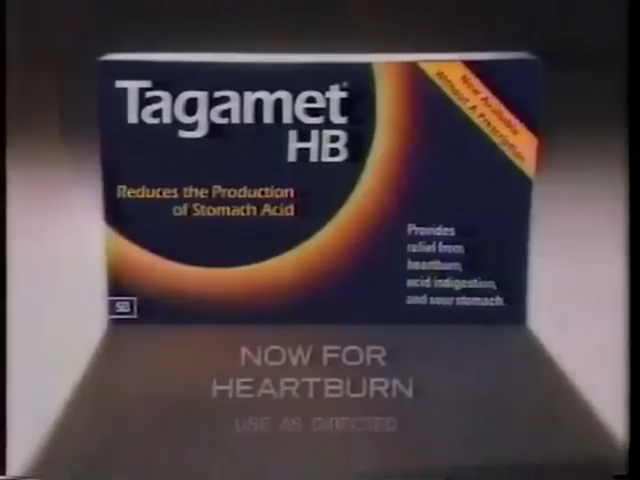 Tagamet
HB
Reduces the Production
of Stomach Acid
Now Available
Without A Prescription
Provides
relief from
heartburn,
acid indigestion,
and sour stomach.
SB
NOW FOR
HEARTBURN
USE AS DIRECTED